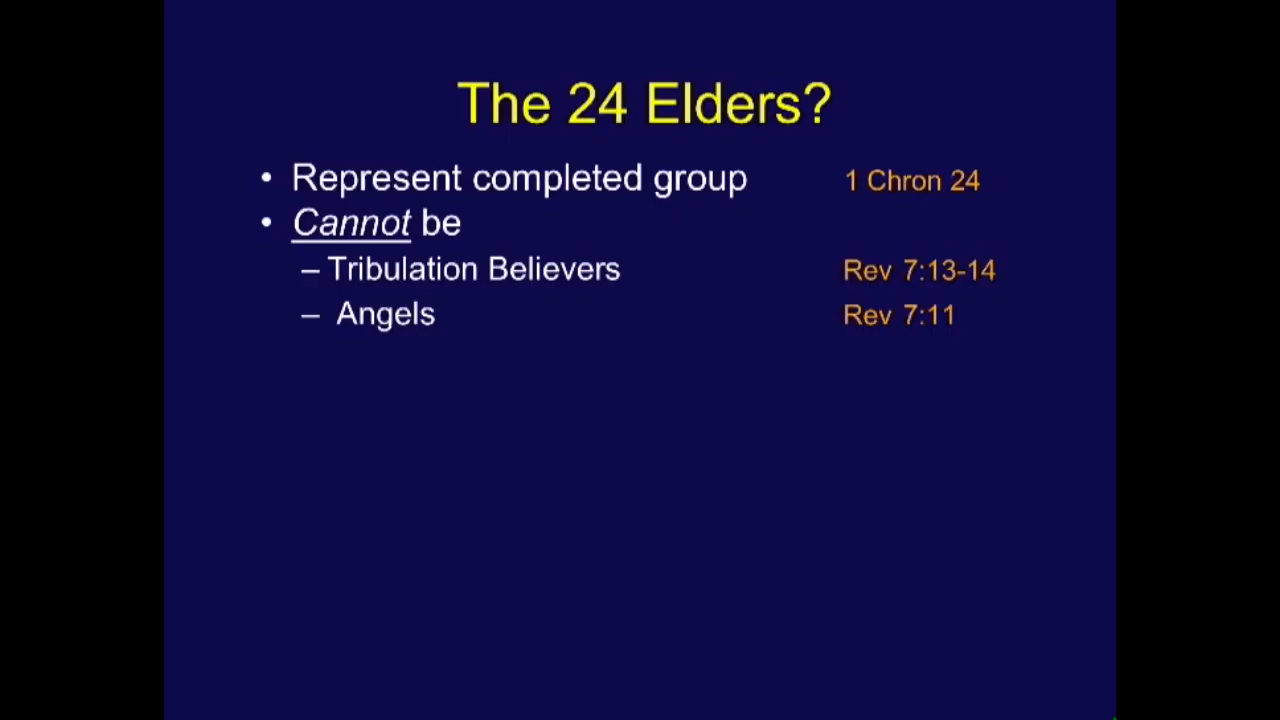 The 24 Elders?
• Represent completed group 1 Chron 24
• Cannot be
– Tribulation Believers Rev 7:13-14
– Angels Rev 7:11